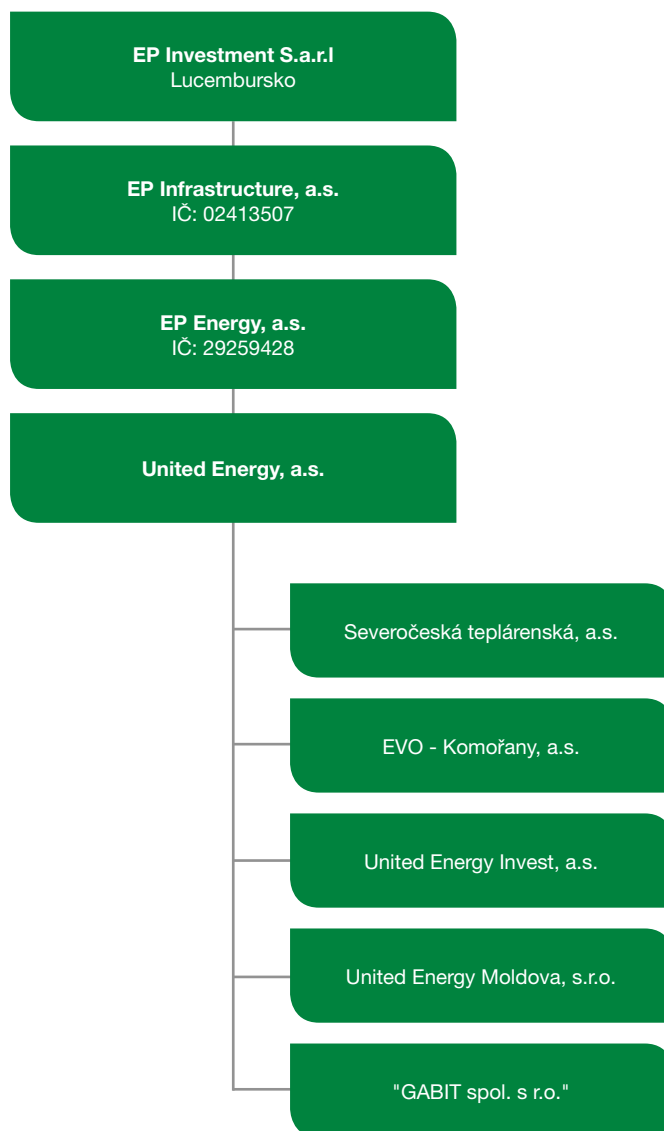 EP Investment S.a.r.l
Lucembursko
EP Infrastructure, a.s.
IČ: 02413507
EP Energy, a.s.
IČ: 29259428
United Energy, a.s.
Severočeská teplárenská, a.s.
EVO - Komořany, a.s.
United Energy Invest, a.s.
United Energy Moldova, s.r.o.
"GABIT spol. s r.o."